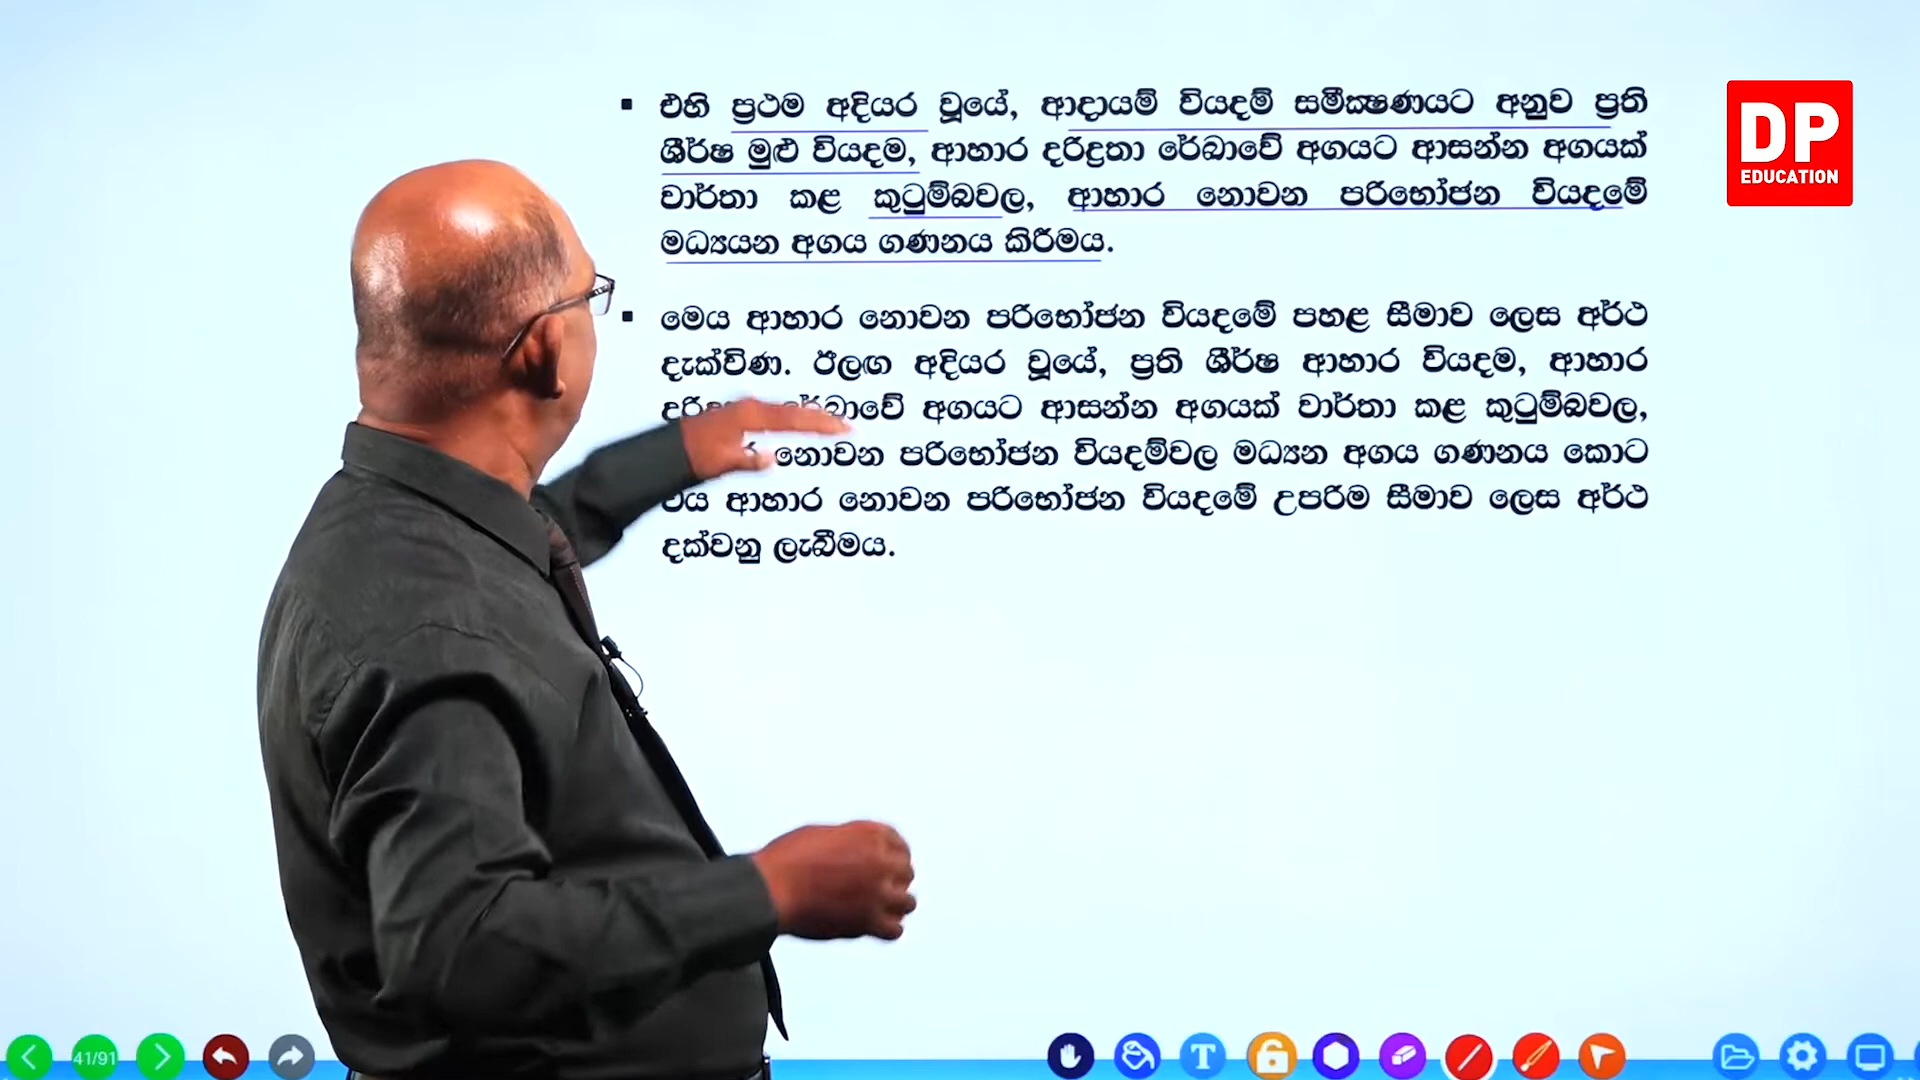 එහි ප්‍රථම අදියර වූයේ, ආදායම් වියදම් සමීක්‍ෂණයට අනුව ප්‍රති
ශීර්ෂ මුළු වියදම, ආහාර දරිද්‍රතා රේඛාවේ අගයට ආසන්න අගයක්
වාර්තා කළ කුටුම්බවල, ආහාර නොවන පරිභෝජන වියදමේ
මධ්‍යයන අගය ගණනය කිරීමය.
මෙය ආහාර නොවන පරිභෝජන වියදමේ පහළ සීමාව ලෙස අර්ථ
දැක්විණ. ඊලඟ අදියර වූයේ, ප්‍රති ශීර්ෂ ආහාර වියදම, ආහාර
අගයට ආසන්න අගයක් වාර්තා කළ කුටුම්බවල,
නොවන පරිභෝජන වියදම්වල මධ්‍යන අගය ගණනය කොට
එය ආහාර නොවන පරිභෝජන වියදමේ උපරිම සීමාව ලෙස අර්ථ
දක්වනු ලැබීමය.
DP
EDUCATION
41/91
T